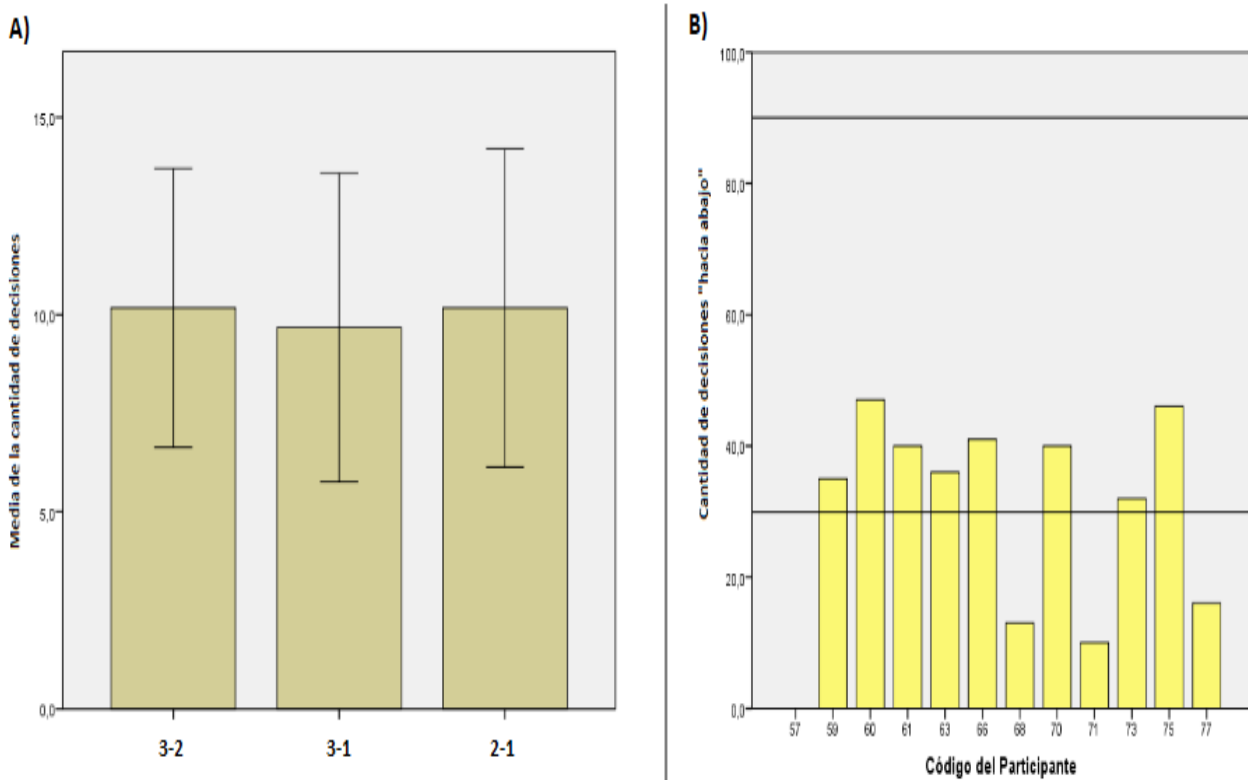 A)
Media de la cantidad de decisiones
15,0
10,0
5,0
0,0
3-2
3-1
2-1
B)
Cantidad de decisiones "hacia abajo"
100,0
80,0
60,0
40,0
20,0
0,0
57 59 60 61 63 66 68 70 71 73 75 77
Código del Participante